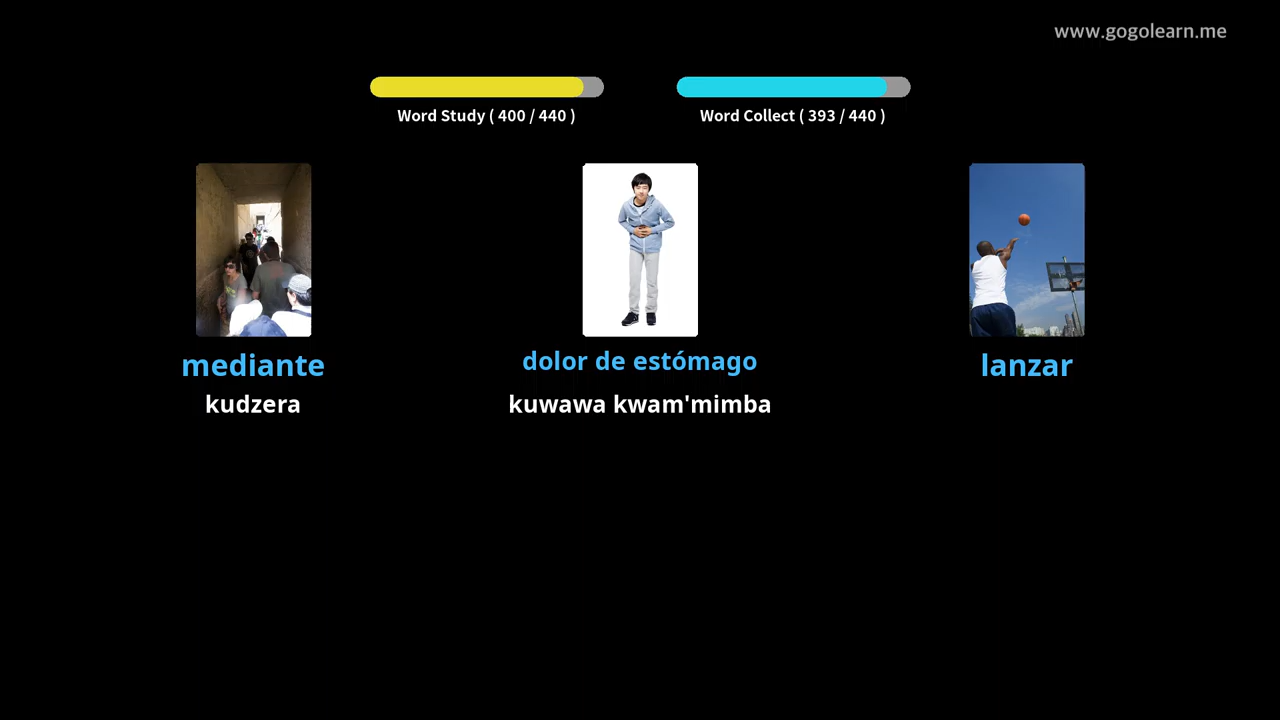 www.gogolearn.me
Word Study ( 400 / 440 )
Word Collect ( 393 / 440 )
mediante
kudzera
dolor de estómago
kuwawa kwam'mimba
lanzar